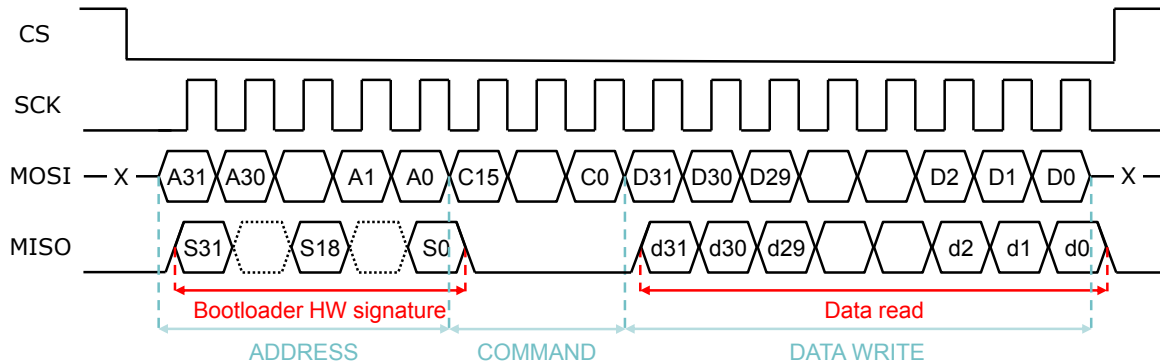 CS
SCK
MOSI X A31 A30 A1 A0 C15 C0 D31 D30 D29 D2 D1 D0 X
MISO S31 S18 S0 d31 d30 d29 d2 d1 d0
Bootloader HW signature Data read
ADDRESS COMMAND DATA WRITE